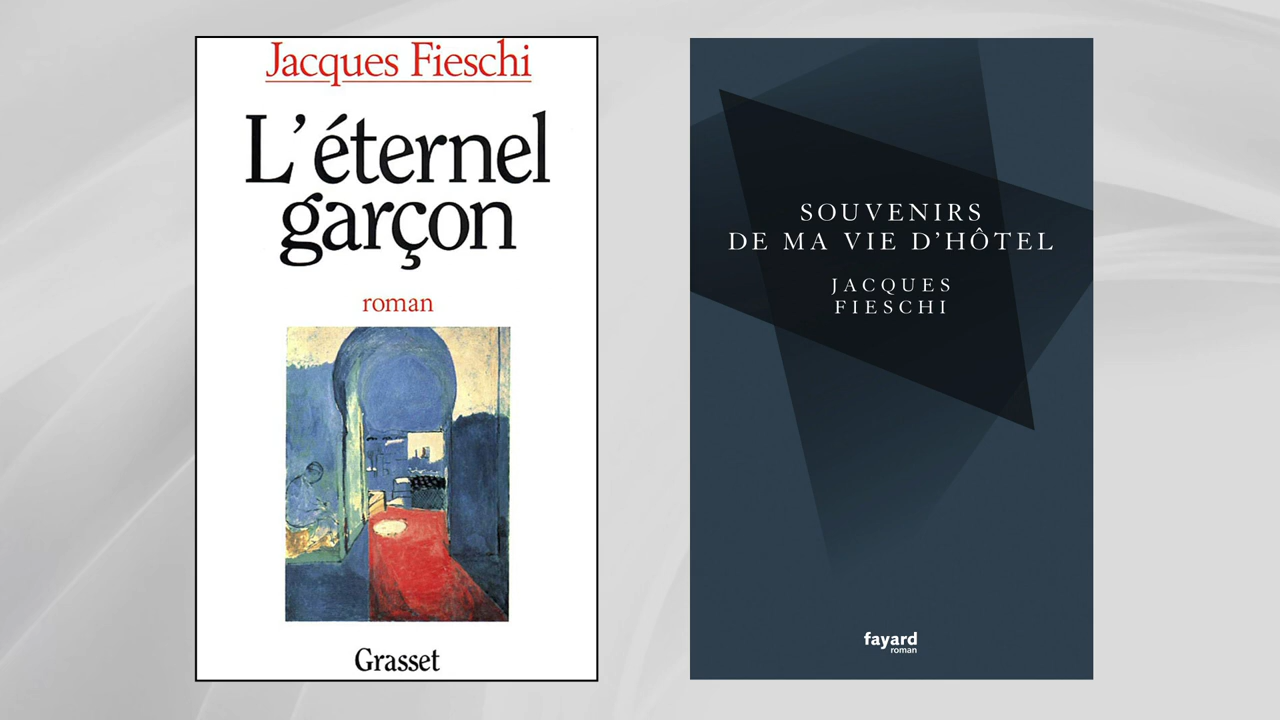 Jacques Fieschi
L'éternel
garçon
roman
Grasset
SOUVENIRS
DE MA VIE D'HÔTEL
JACQUES
FIESCHI
fayard
roman